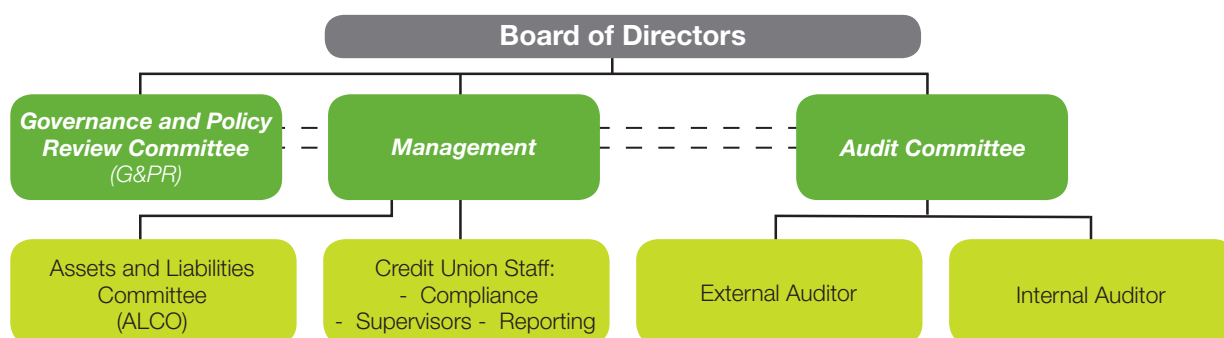 Board of Directors
Governance and Policy
Review Committee
(G&PR)
Management
Audit Committee
Assets and Liabilities
Committee
(ALCO)
Credit Union Staff:
- Compliance
- Supervisors - Reporting
External Auditor
Internal Auditor